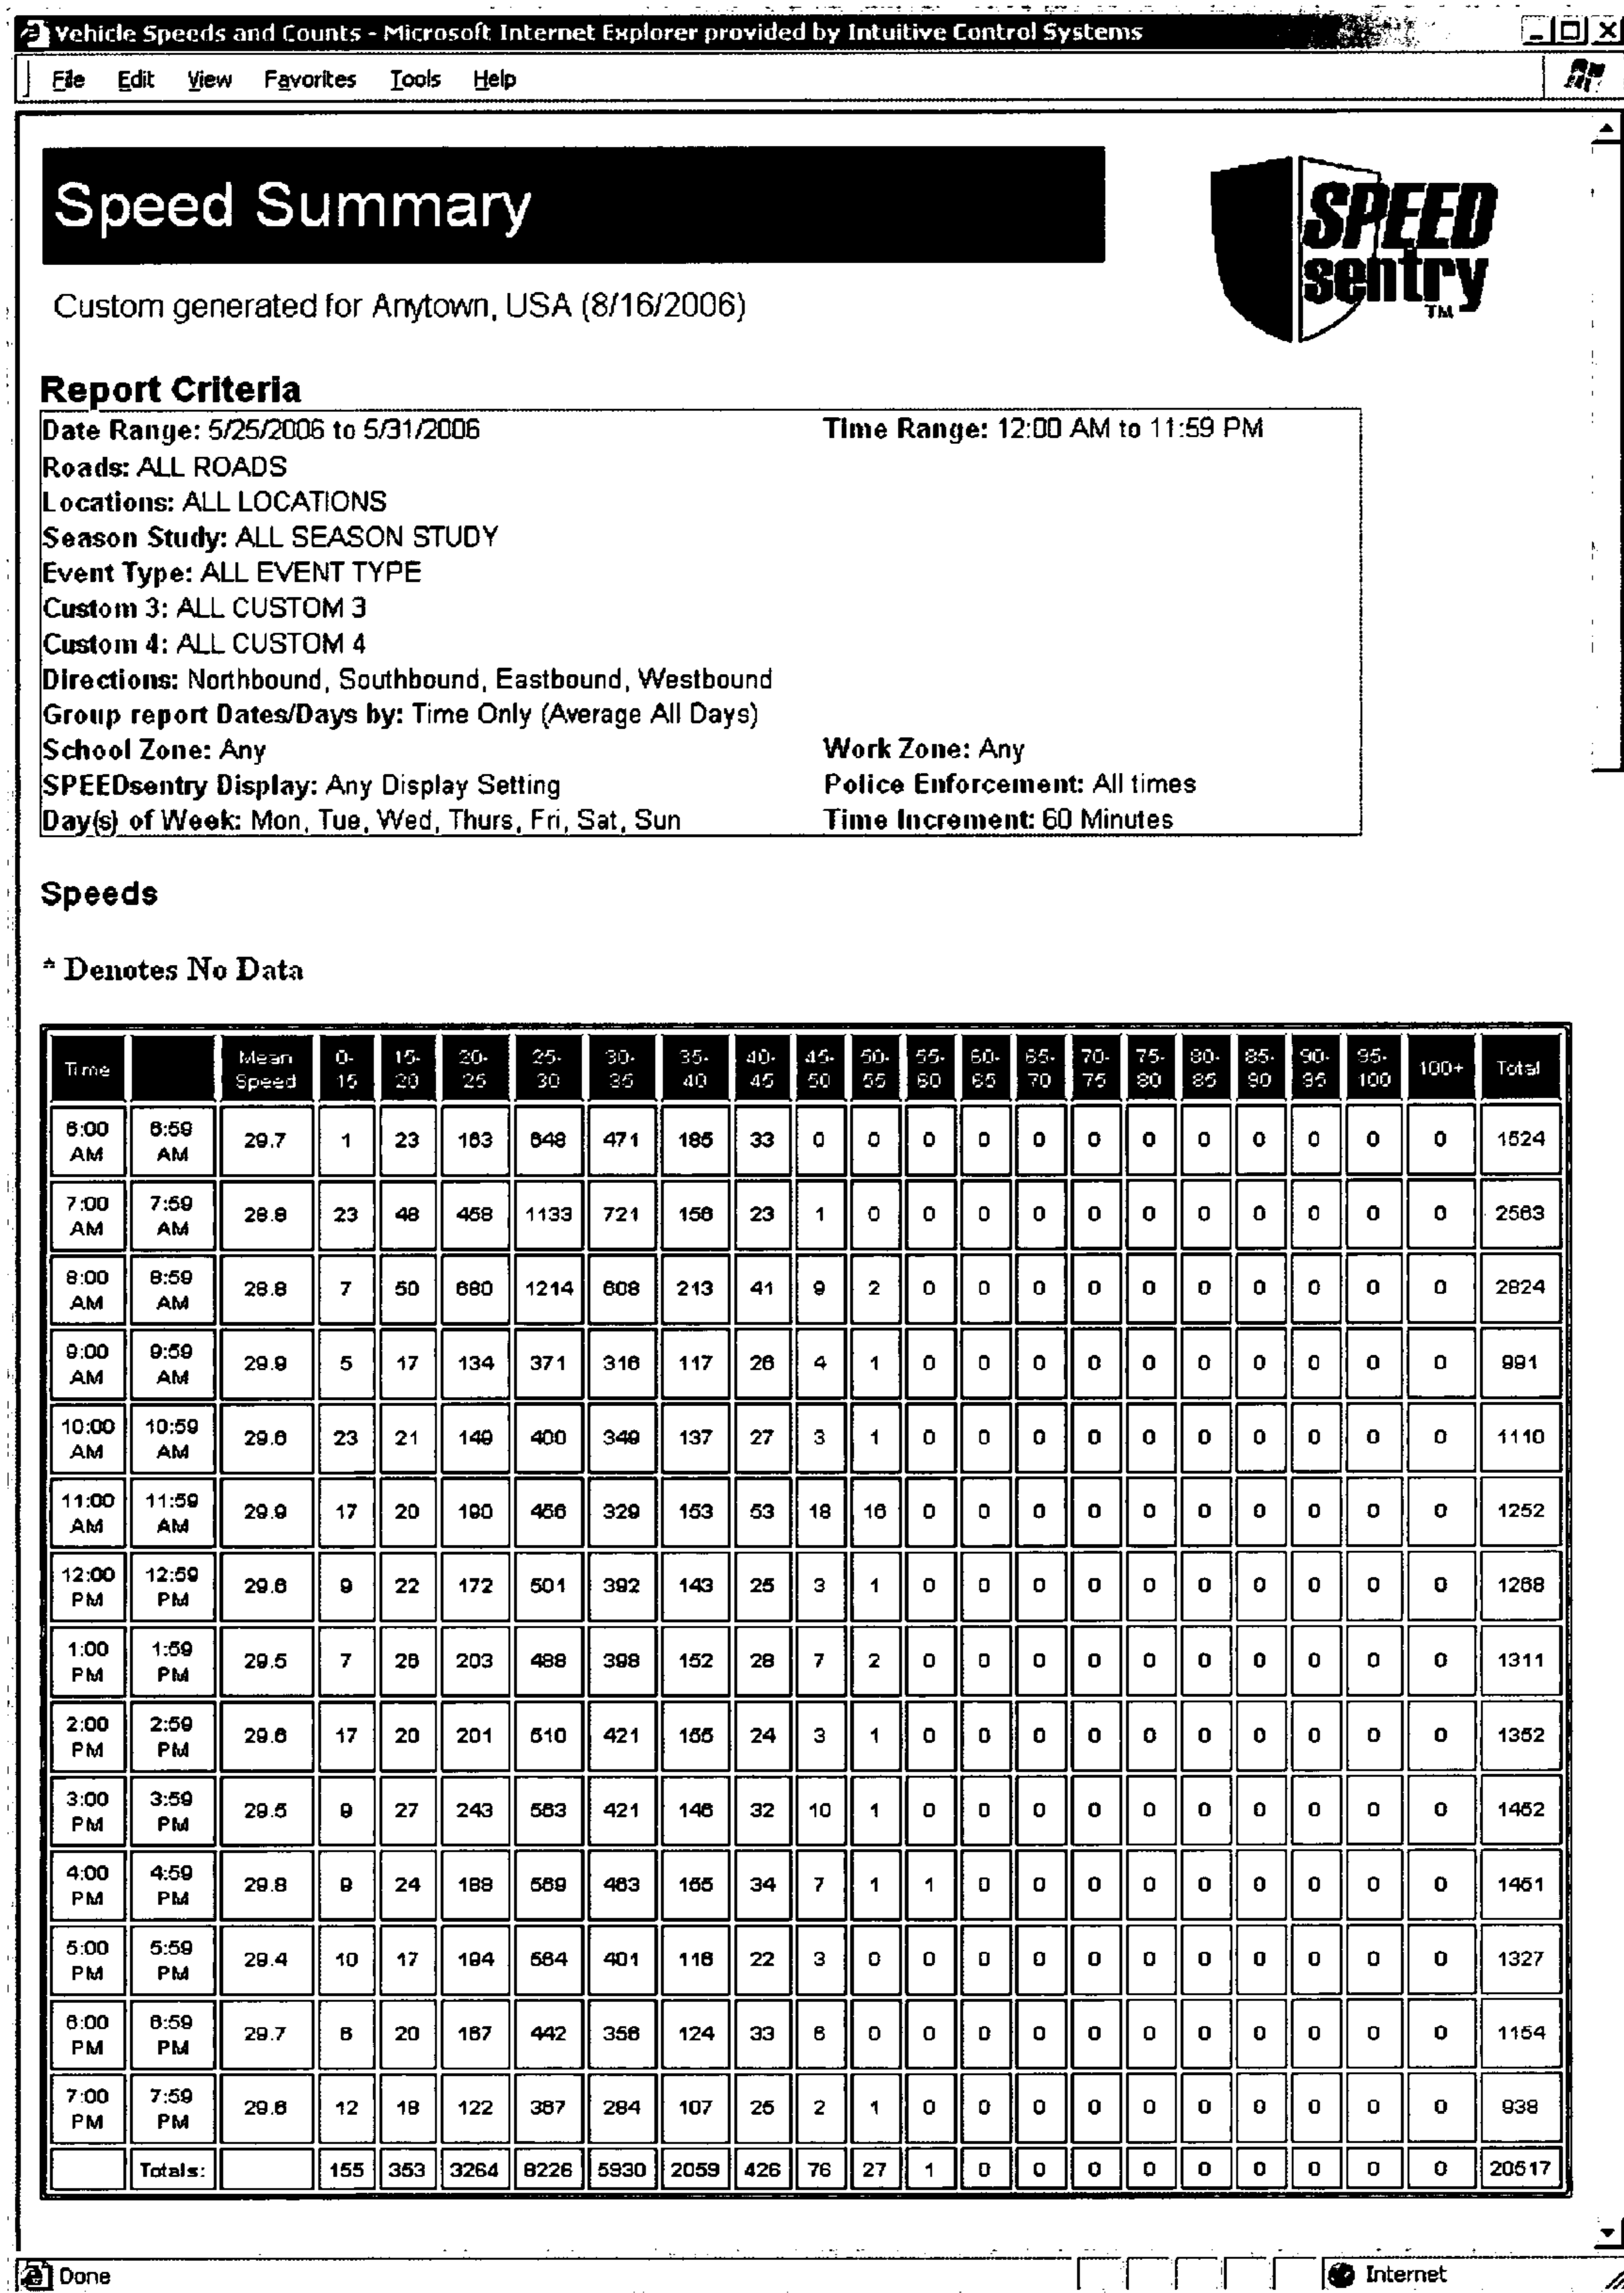 Vehicle Speeds and Counts - Microsoft Internet Explorer provided by Intuitive Control Systems
File Edit View Favorites Tools Help
Speed Summary
SPEED
sentry
TM
Custom generated for Anytown, USA (8/16/2006)
Report Criteria
Date Range: 5/25/2006 to 5/31/2006 Time Range: 12:00 AM to 11:59 PM
Roads: ALL ROADS
Locations: ALL LOCATIONS
Season Study: ALL SEASON STUDY
Event Type: ALL EVENT TYPE
Custom 3: ALL CUSTOM 3
Custom 4: ALL CUSTOM 4
Directions: Northbound, Southbound, Eastbound, Westbound
Group report Dates/Days by: Time Only (Average All Days)
School Zone: Any Work Zone: Any
SPEEDsentry Display: Any Display Setting Police Enforcement: All times
Day(s) of Week: Mon, Tue, Wed, Thurs, Fri, Sat, Sun Time Increment: 60 Minutes
Speeds
* Denotes No Data
Time Mean Speed 0-15 15-20 20-25 25-30 30-35 35-40 40-45 45-50 50-55 55-60 60-65 65-70 70-75 75-80 80-85 85-90 90-95 95-100 100+ Total
6:00 AM 6:59 AM 29.7 1 23 163 648 471 185 33 0 0 0 0 0 0 0 0 0 0 0 0 1524
7:00 AM 7:59 AM 28.8 23 48 458 1133 721 156 23 1 0 0 0 0 0 0 0 0 0 0 0 2563
8:00 AM 8:59 AM 28.8 7 50 680 1214 608 213 41 9 2 0 0 0 0 0 0 0 0 0 0 2824
9:00 AM 9:59 AM 29.9 5 17 134 371 316 117 26 4 1 0 0 0 0 0 0 0 0 0 0 991
10:00 AM 10:59 AM 29.6 23 21 149 400 349 137 27 3 1 0 0 0 0 0 0 0 0 0 0 1110
11:00 AM 11:59 AM 29.9 17 20 190 456 329 153 53 18 16 0 0 0 0 0 0 0 0 0 0 1252
12:00 PM 12:59 PM 29.6 9 22 172 501 392 143 25 3 1 0 0 0 0 0 0 0 0 0 0 1268
1:00 PM 1:59 PM 29.5 7 26 203 488 398 152 28 7 2 0 0 0 0 0 0 0 0 0 0 1311
2:00 PM 2:59 PM 29.6 17 20 201 510 421 155 24 3 1 0 0 0 0 0 0 0 0 0 0 1352
3:00 PM 3:59 PM 29.5 9 27 243 563 421 146 32 10 1 0 0 0 0 0 0 0 0 0 0 1452
4:00 PM 4:59 PM 29.8 9 24 188 569 463 155 34 7 1 1 0 0 0 0 0 0 0 0 0 1451
5:00 PM 5:59 PM 29.4 10 17 194 564 401 116 22 3 0 0 0 0 0 0 0 0 0 0 0 1327
6:00 PM 6:59 PM 29.7 6 20 167 442 356 124 33 6 0 0 0 0 0 0 0 0 0 0 0 1154
7:00 PM 7:59 PM 29.6 12 18 122 367 284 107 25 2 1 0 0 0 0 0 0 0 0 0 0 938
Totals: 155 353 3264 8226 5930 2059 426 76 27 1 0 0 0 0 0 0 0 0 0 20517
Done Internet